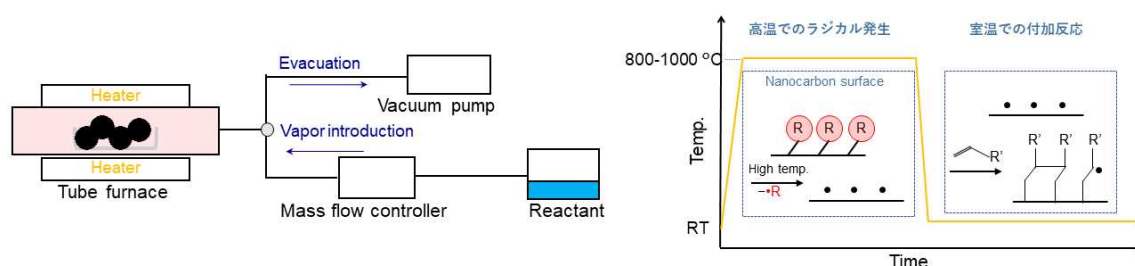 Heater
Heater
Tube furnace
Evacuation
Vacuum pump
Vapor introduction
Mass flow controller
Reactant
高温でのラジカル発生
室温での付加反応
800-1000 ℃
Temp.
RT
Time
Nanocarbon surface
R R R
High temp.
−•R
R'
R' R' R'